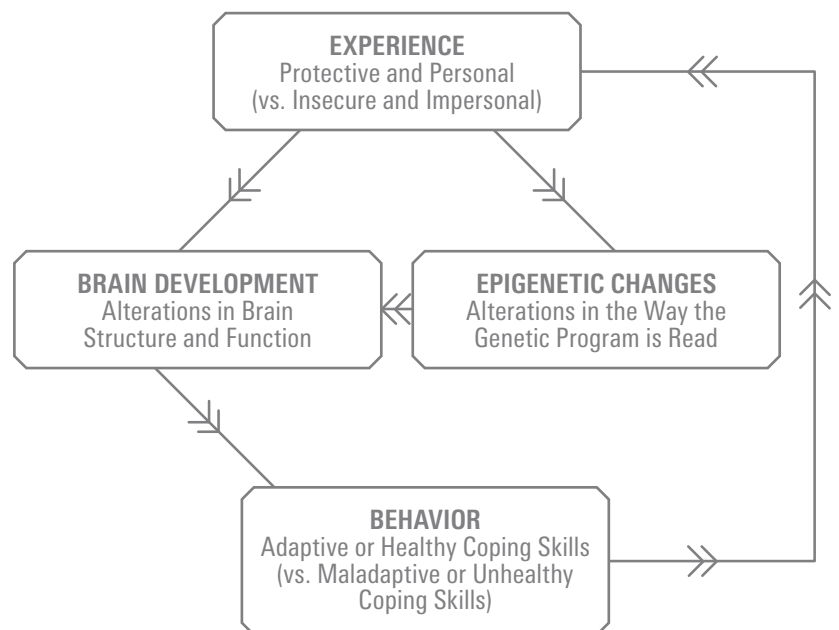 EXPERIENCE
Protective and Personal
(vs. Insecure and Impersonal)
BRAIN DEVELOPMENT
Alterations in Brain
Structure and Function
EPIGENETIC CHANGES
Alterations in the Way the
Genetic Program is Read
BEHAVIOR
Adaptive or Healthy Coping Skills
(vs. Maladaptive or Unhealthy
Coping Skills)